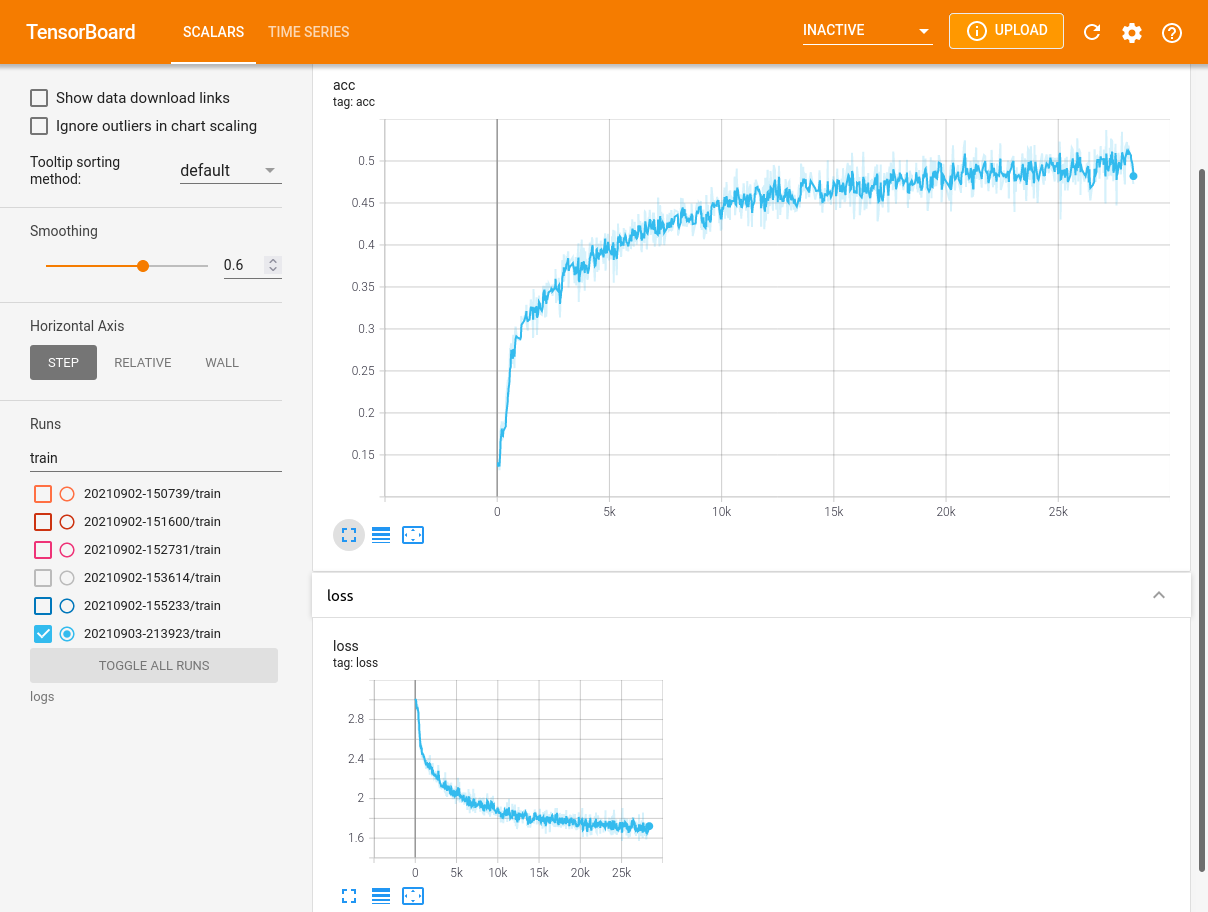 TensorBoard
SCALARS
TIME SERIES
INACTIVE
UPLOAD
Show data download links
Ignore outliers in chart scaling
Tooltip sorting
method:
default
Smoothing
0.6
Horizontal Axis
STEP
RELATIVE
WALL
Runs
train
20210902-150739/train
20210902-151600/train
20210902-152731/train
20210902-153614/train
20210902-155233/train
20210903-213923/train
TOGGLE ALL RUNS
logs
acc
tag: acc
0.5
0.45
0.4
0.35
0.3
0.25
0.2
0.15
0 5k 10k 15k 20k 25k
loss
loss
tag: loss
2.8
2.4
2
1.6
0 5k 10k 15k 20k 25k